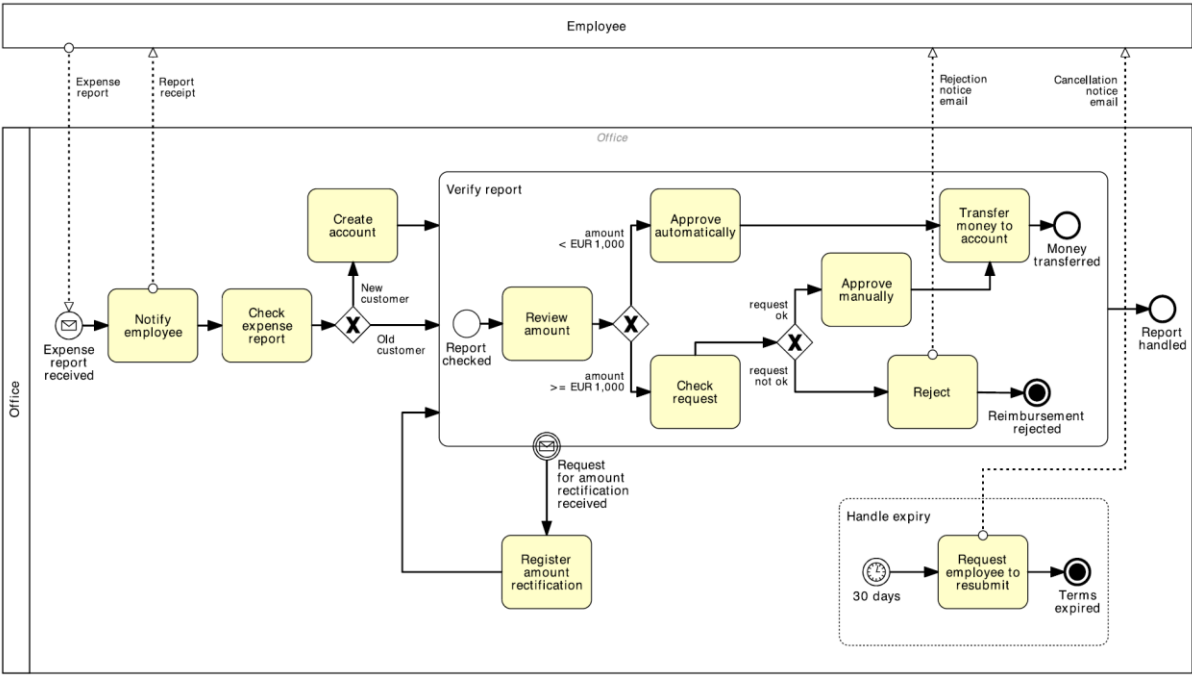 Employee
Expense
report
Report
receipt
Rejection
notice
email
Cancellation
notice
email
Office
Office
Verify report
Create
account
New
customer
Old
customer
Notify
employee
Check
expense
report
Expense
report
received
X
Report
checked
Review
amount
X
amount
< EUR 1,000
amount
>= EUR 1,000
Approve
automatically
Check
request
request
ok
X
request
not ok
Approve
manually
Transfer
money to
account
Money
transferred
Reject
Reimbursement
rejected
Report
handled
Request
for amount
rectification
received
Register
amount
rectification
Handle expiry
30 days
Request
employee to
resubmit
Terms
expired